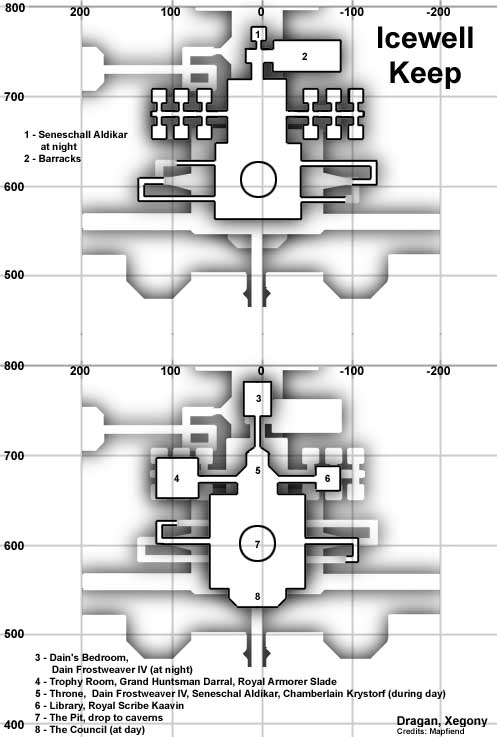 800
200
100
0
-100
-200
Icewell
Keep
1
2
700
1 - Seneschall Aldikar
at night
2 - Barracks
600
500
800
200
100
0
-100
-200
3
700
4
5
6
600
7
8
500
3 - Dain's Bedroom,
Dain Frostweaver IV (at night)
4 - Trophy Room, Grand Huntsman Darral, Royal Armorer Slade
5 - Throne, Dain Frostweaver IV, Seneschal Aldikar, Chamberlain Krystorf (during day)
6 - Library, Royal Scribe Kaavin
7 - The Pit, drop to caverns
8 - The Council (at day)
400
Dragan, Xegony
Credits: Mapfiend